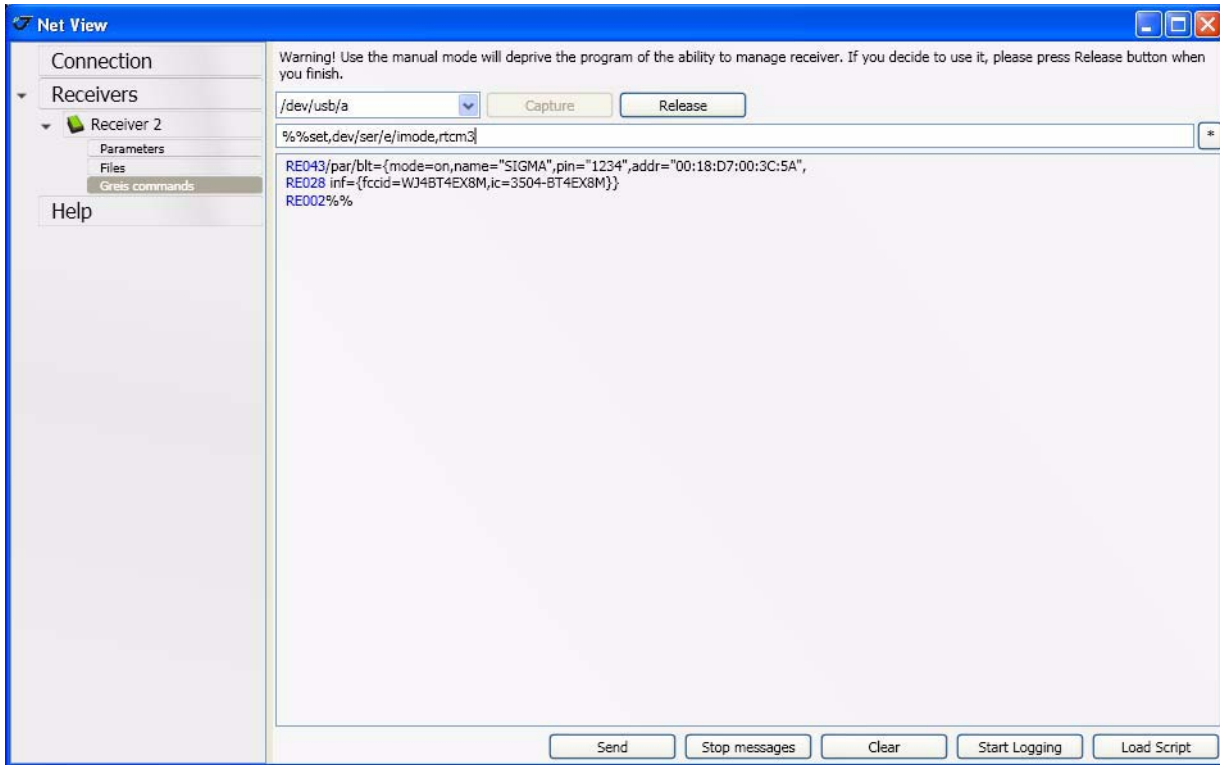 Net View
Connection
Receivers
Receiver 2
Parameters
Files
Greis commands
Help
Warning! Use the manual mode will deprive the program of the ability to manage receiver. If you decide to use it, please press Release button when
you finish.
/dev/usb/a
Capture
Release
%%set,dev/ser/e/imode,rtcm3
*
RE043/par/blt={mode=on,name="SIGMA",pin="1234",addr="00:18:D7:00:3C:5A",
RE028 inf={fccid=WJ4BT4EX8M,ic=3504-BT4EX8M}}
RE002%%
Send
Stop messages
Clear
Start Logging
Load Script